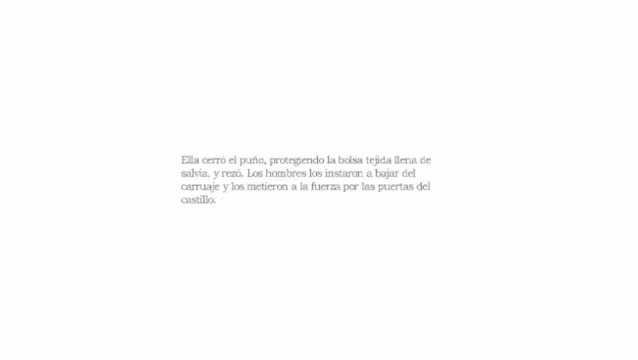 Ella cerró el puño, protegiendo la bolsa tejida llena de
salvia, y rezó. Los hombres los instaron a bajar del
carruaje y los metieron a la fuerza por las puertas del
castillo.